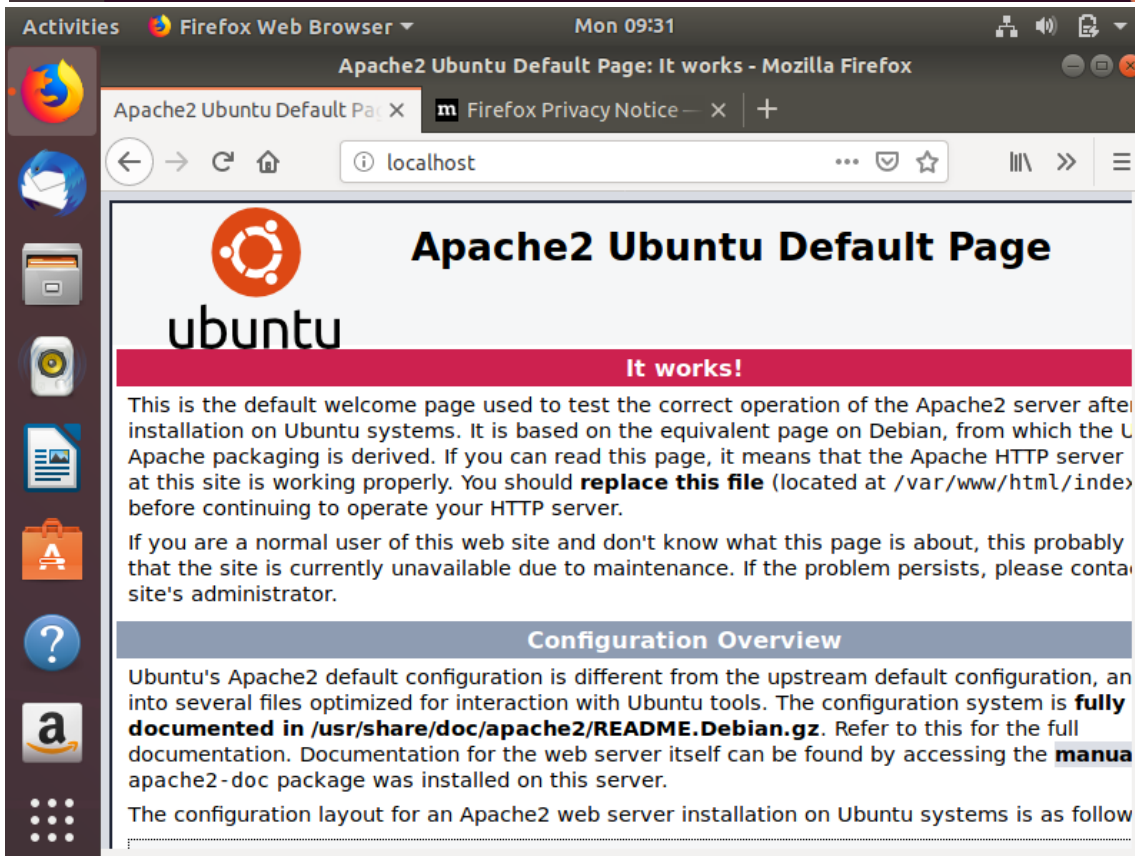 Activities Firefox Web Browser Mon 09:31
Apache2 Ubuntu Default Page: It works - Mozilla Firefox
Apache2 Ubuntu Default Pag m Firefox Privacy Notice —
localhost
ubuntu
Apache2 Ubuntu Default Page
It works!
This is the default welcome page used to test the correct operation of the Apache2 server after
installation on Ubuntu systems. It is based on the equivalent page on Debian, from which the U
Apache packaging is derived. If you can read this page, it means that the Apache HTTP server
at this site is working properly. You should replace this file (located at /var/www/html/index
before continuing to operate your HTTP server.
If you are a normal user of this web site and don't know what this page is about, this probably
that the site is currently unavailable due to maintenance. If the problem persists, please conta
site's administrator.
Configuration Overview
Ubuntu's Apache2 default configuration is different from the upstream default configuration, an
into several files optimized for interaction with Ubuntu tools. The configuration system is fully
documented in /usr/share/doc/apache2/README.Debian.gz. Refer to this for the full
documentation. Documentation for the web server itself can be found by accessing the manua
apache2-doc package was installed on this server.
The configuration layout for an Apache2 web server installation on Ubuntu systems is as follow